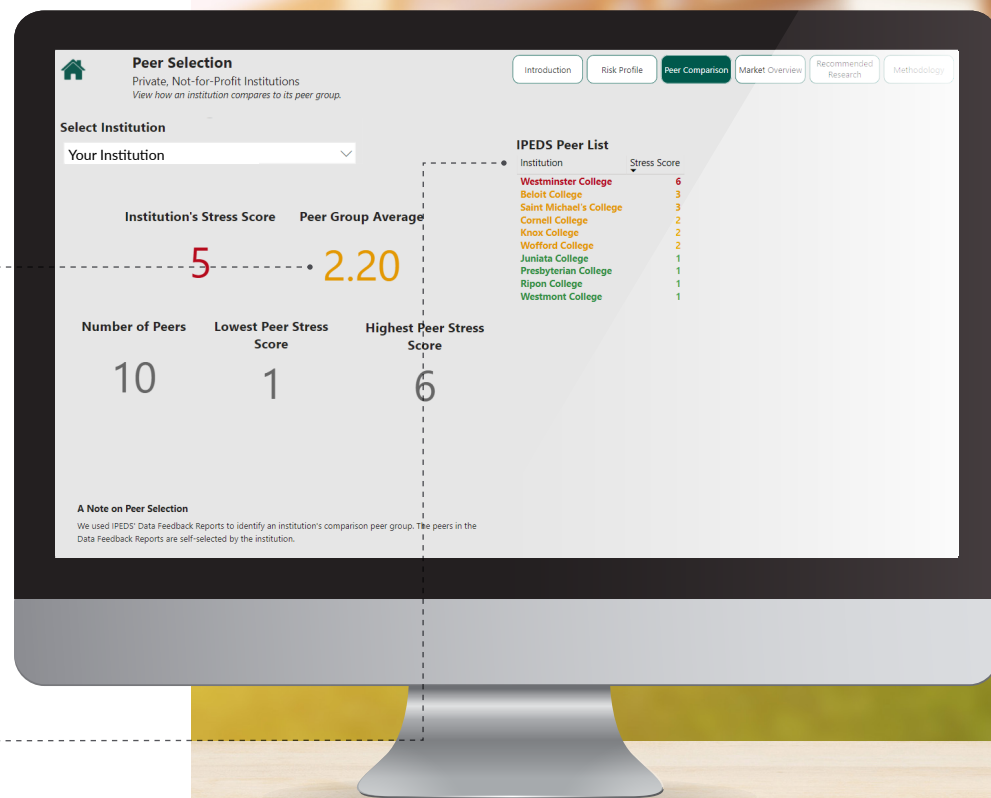 Peer Selection
Private, Not-for-Profit Institutions
View how an institution compares to its peer group.
Introduction
Risk Profile
Peer Comparison
Market Overview
Recommended
Research
Methodology
Select Institution
Your Institution
Institution's Stress Score
5
Peer Group Average
2.20
Number of Peers
10
Lowest Peer Stress
Score
1
Highest Peer Stress
Score
6
IPEDS Peer List
Institution Stress Score
Westminster College 6
Beloit College 3
Saint Michael's College 3
Cornell College 2
Knox College 2
Wofford College 2
Juniata College 1
Presbyterian College 1
Ripon College 1
Westmont College 1
A Note on Peer Selection
We used IPEDS' Data Feedback Reports to identify an institution's comparison peer group. The peers in the
Data Feedback Reports are self-selected by the institution.